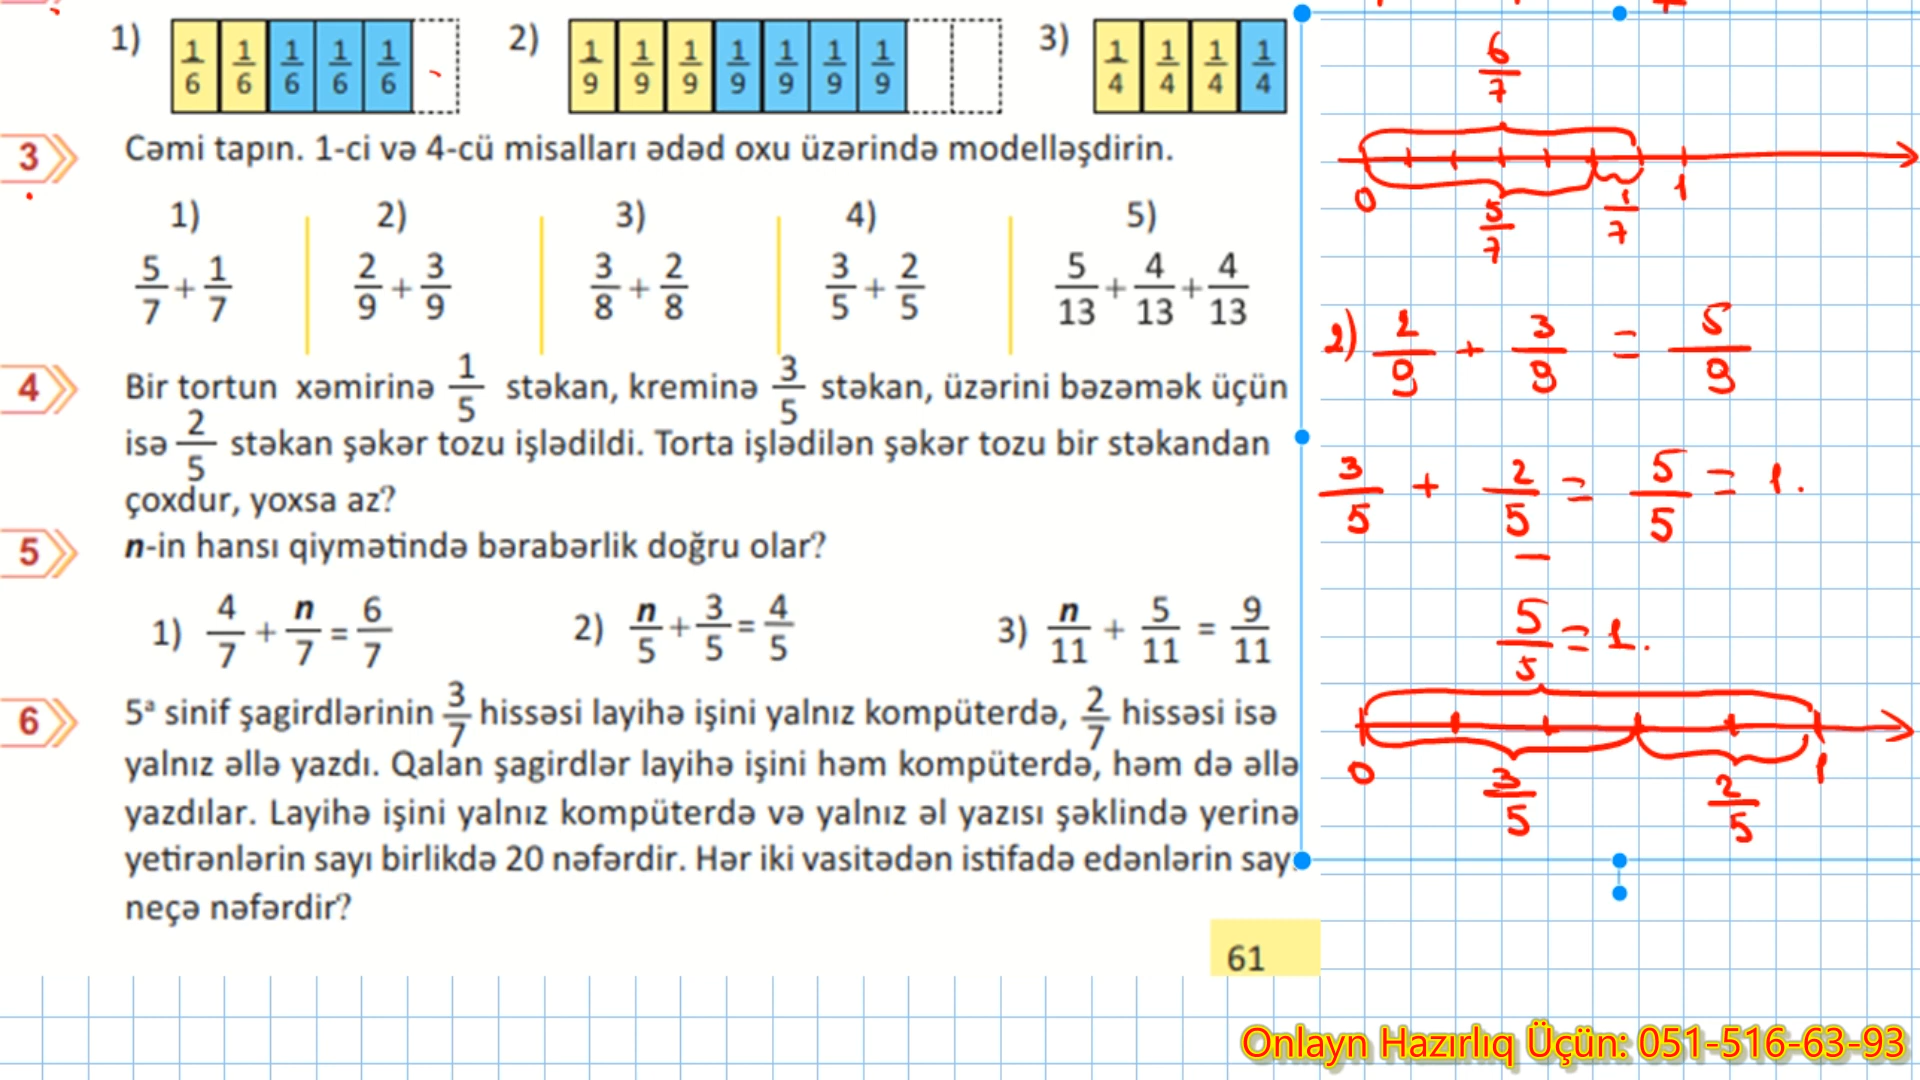 1) 1/6 1/6 1/6 1/6 1/6 2) 1/9 1/9 1/9 1/9 1/9 1/9 1/9 3) 1/4 1/4 1/4 1/4
3 Cəmi tapın. 1-ci və 4-cü misalları ədəd oxu üzərində modelləşdirin.
1) 2) 3) 4) 5)
5/7 + 1/7 2/9 + 3/9 3/8 + 2/8 3/5 + 2/5 5/13 + 4/13 + 4/13
4 Bir tortun xəmirinə 1/5 stəkan, kreminə 3/5 stəkan, üzərini bəzəmək üçün
isə 2/5 stəkan şəkər tozu işlədildi. Torta işlədilən şəkər tozu bir stəkandan
çoxdur, yoxsa az?
5 n-in hansı qiymətində bərabərlik doğru olar?
1) 4/7 + n/7 = 6/7 2) n/5 + 3/5 = 4/5 3) n/11 + 5/11 = 9/11
6 5ª sinif şagirdlərinin 3/7 hissəsi layihə işini yalnız kompüterdə, 2/7 hissəsi isə
yalnız əllə yazdı. Qalan şagirdlər layihə işini həm kompüterdə, həm də əllə
yazdılar. Layihə işini yalnız kompüterdə və yalnız əl yazısı şəklində yerinə
yetirənlərin sayı birlikdə 20 nəfərdir. Hər iki vasitədən istifadə edənlərin say
neçə nəfərdir?
61
6/7
0 5/7 1/7 1
2) 2/9 + 3/9 = 5/9
3/5 + 2/5 = 5/5 = 1.
5/5 = 1.
0 3/5 2/5 1
Onlayn Hazırlıq Üçün: 051-516-63-93